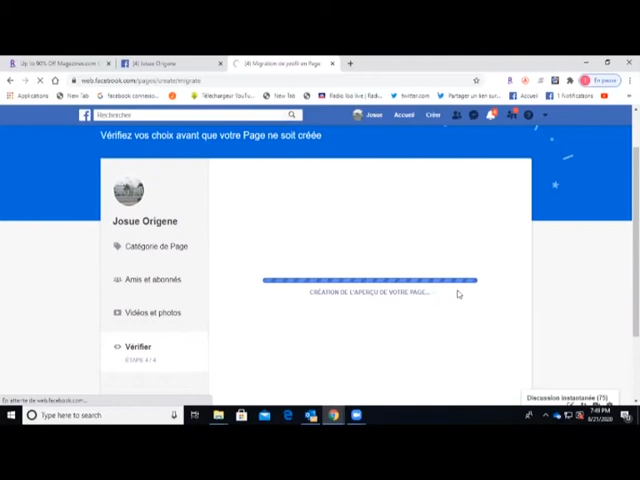 Up to 90% Off Magazines.com
(4) Josue Origene
(4) Migration de profil en Page
web.facebook.com/pages/create/migrate
En pause
Applications
New Tab
facebook connexio...
Téléchargeur YouTu...
New Tab
Radio loo live | Radi...
twitter.com
Partager un lien sur...
Accueil
1 Notifications
Rechercher
Josue
Accueil
Créer
Vérifiez vos choix avant que votre Page ne soit créée
Josue Origene
Catégorie de Page
Amis et abonnés
Vidéos et photos
Vérifier
ÉTAPE 4 / 4
CRÉATION DE L'APERÇU DE VOTRE PAGE...
En attente de web.facebook.com...
Discussion instantanée (75)
Type here to search
7:49 PM
8/21/2020